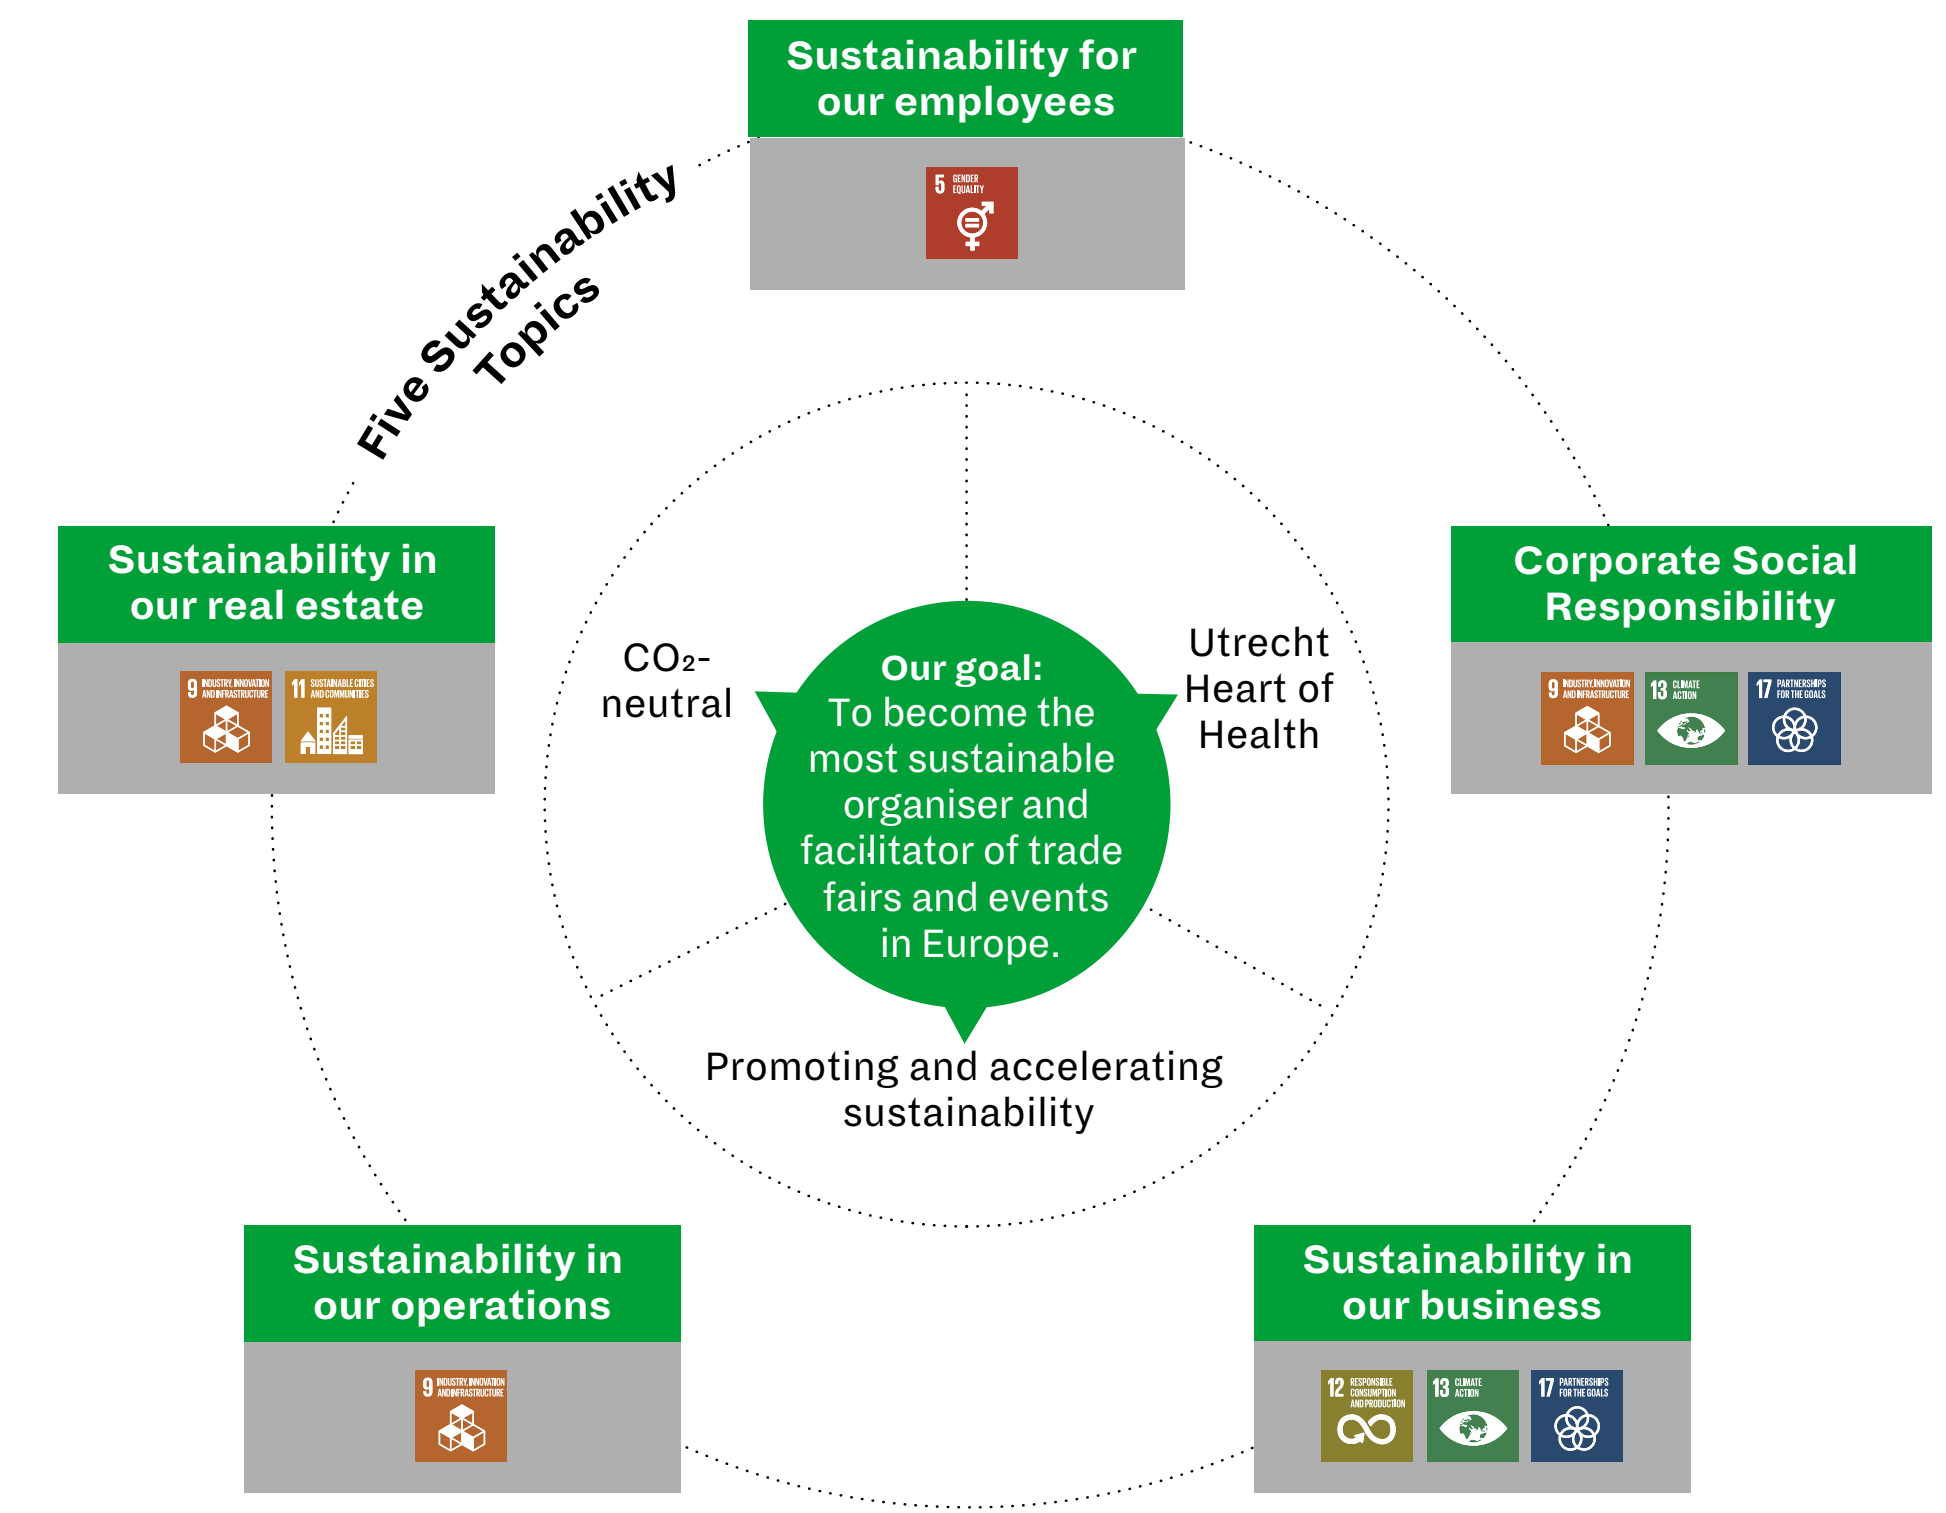 Sustainability for
our employees
5 GENDER
EQUALITY
Five Sustainability
Topics
Sustainability in
our real estate
9 INDUSTRY, INNOVATION
AND INFRASTRUCTURE
11 SUSTAINABLE CITIES
AND COMMUNITIES
Corporate Social
Responsibility
9 INDUSTRY, INNOVATION
AND INFRASTRUCTURE
13 CLIMATE
ACTION
17 PARTNERSHIPS
FOR THE GOALS
CO₂-
neutral
Utrecht
Heart of
Health
Our goal:
To become the
most sustainable
organiser and
facilitator of trade
fairs and events
in Europe.
Promoting and accelerating
sustainability
Sustainability in
our operations
9 INDUSTRY, INNOVATION
AND INFRASTRUCTURE
Sustainability in
our business
12 RESPONSIBLE
CONSUMPTION
AND PRODUCTION
13 CLIMATE
ACTION
17 PARTNERSHIPS
FOR THE GOALS